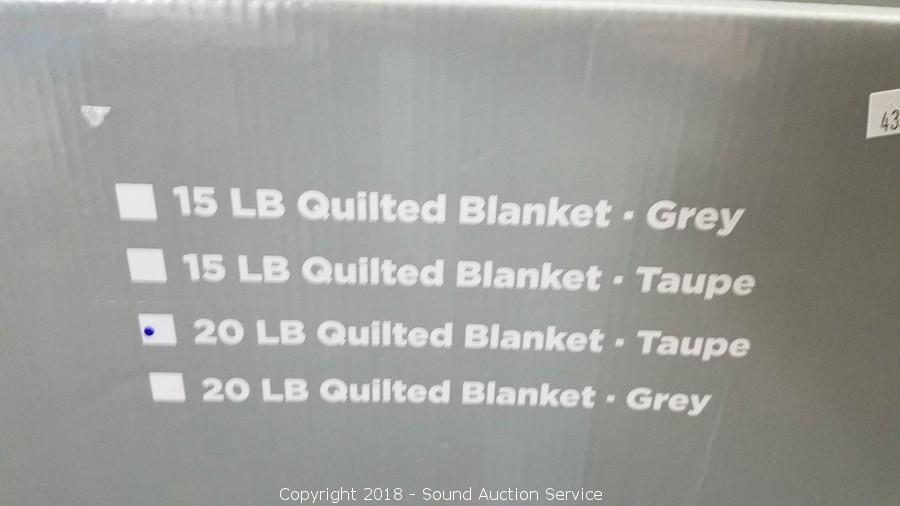 43
15 LB Quilted Blanket · Grey
15 LB Quilted Blanket · Taupe
20 LB Quilted Blanket · Taupe
20 LB Quilted Blanket · Grey
Copyright 2018 - Sound Auction Service